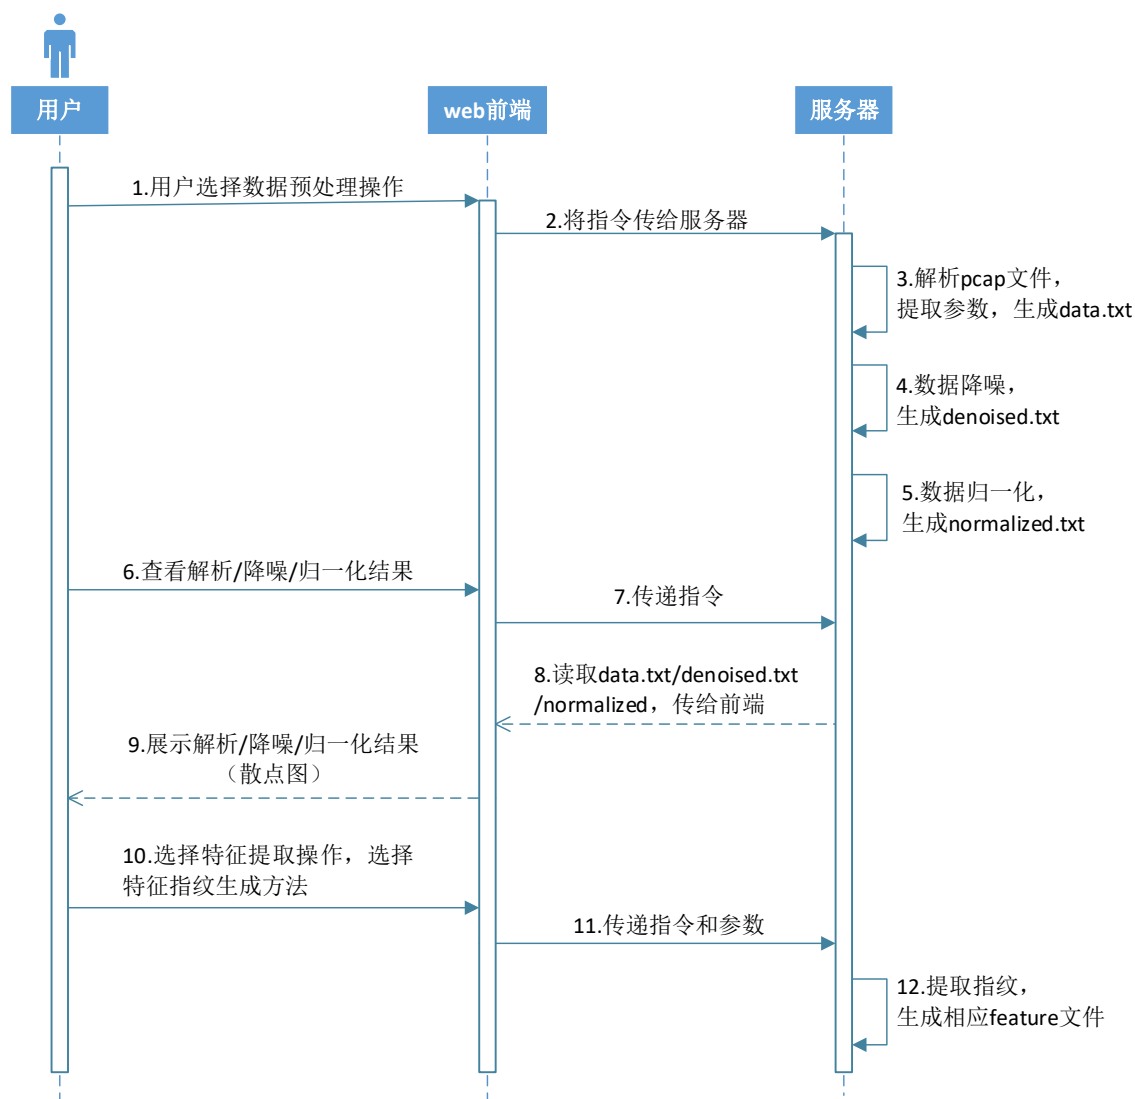 用户
web前端
服务器
1.用户选择数据预处理操作
2.将指令传给服务器
3.解析pcap文件，
提取参数，生成data.txt
4.数据降噪，
生成denoised.txt
5.数据归一化，
生成normalized.txt
6.查看解析/降噪/归一化结果
7.传递指令
8.读取data.txt/denoised.txt
/normalized，传给前端
9.展示解析/降噪/归一化结果
（散点图）
10.选择特征提取操作，选择
特征指纹生成方法
11.传递指令和参数
12.提取指纹，
生成相应feature文件